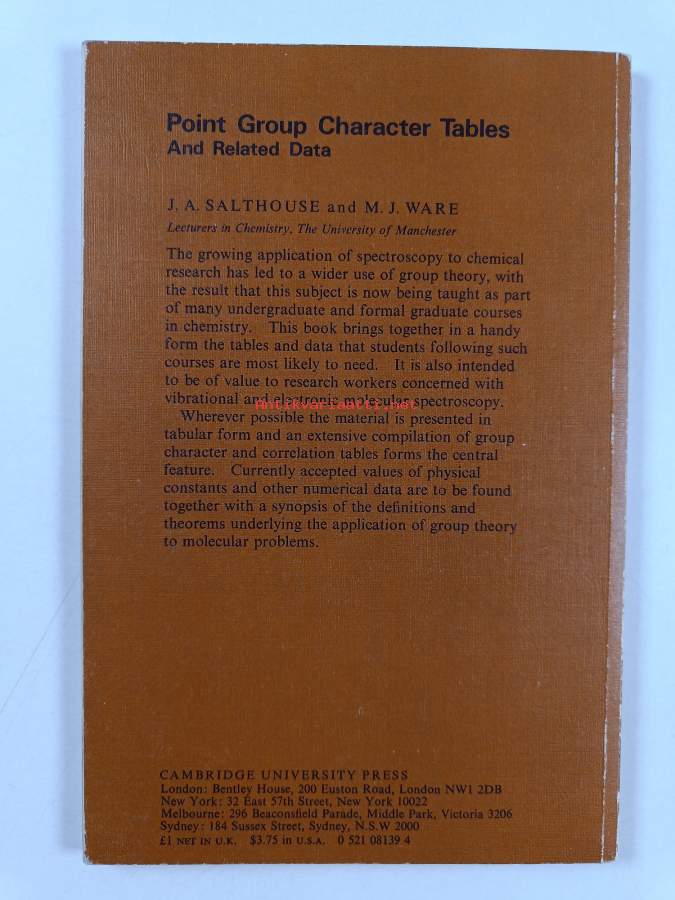 Point Group Character Tables
And Related Data
J. A. SALTHOUSE and M. J. WARE
Lecturers in Chemistry, The University of Manchester
The growing application of spectroscopy to chemical
research has led to a wider use of group theory, with
the result that this subject is now being taught as part
of many undergraduate and formal graduate courses
in chemistry. This book brings together in a handy
form the tables and data that students following such
courses are most likely to need. It is also intended
to be of value to research workers concerned with
vibrational and electronic molecular spectroscopy.
Antikvariaatti.net
Wherever possible the material is presented in
tabular form and an extensive compilation of group
character and correlation tables forms the central
feature. Currently accepted values of physical
constants and other numerical data are to be found
together with a synopsis of the definitions and
theorems underlying the application of group theory
to molecular problems.
CAMBRIDGE UNIVERSITY PRESS
London: Bentley House, 200 Euston Road, London NW1 2DB
New York: 32 East 57th Street, New York 10022
Melbourne: 296 Beaconsfield Parade, Middle Park, Victoria 3206
Sydney: 184 Sussex Street, Sydney, N.S.W 2000
£1 NET IN U.K. $3.75 in U.S.A. 0 521 08139 4